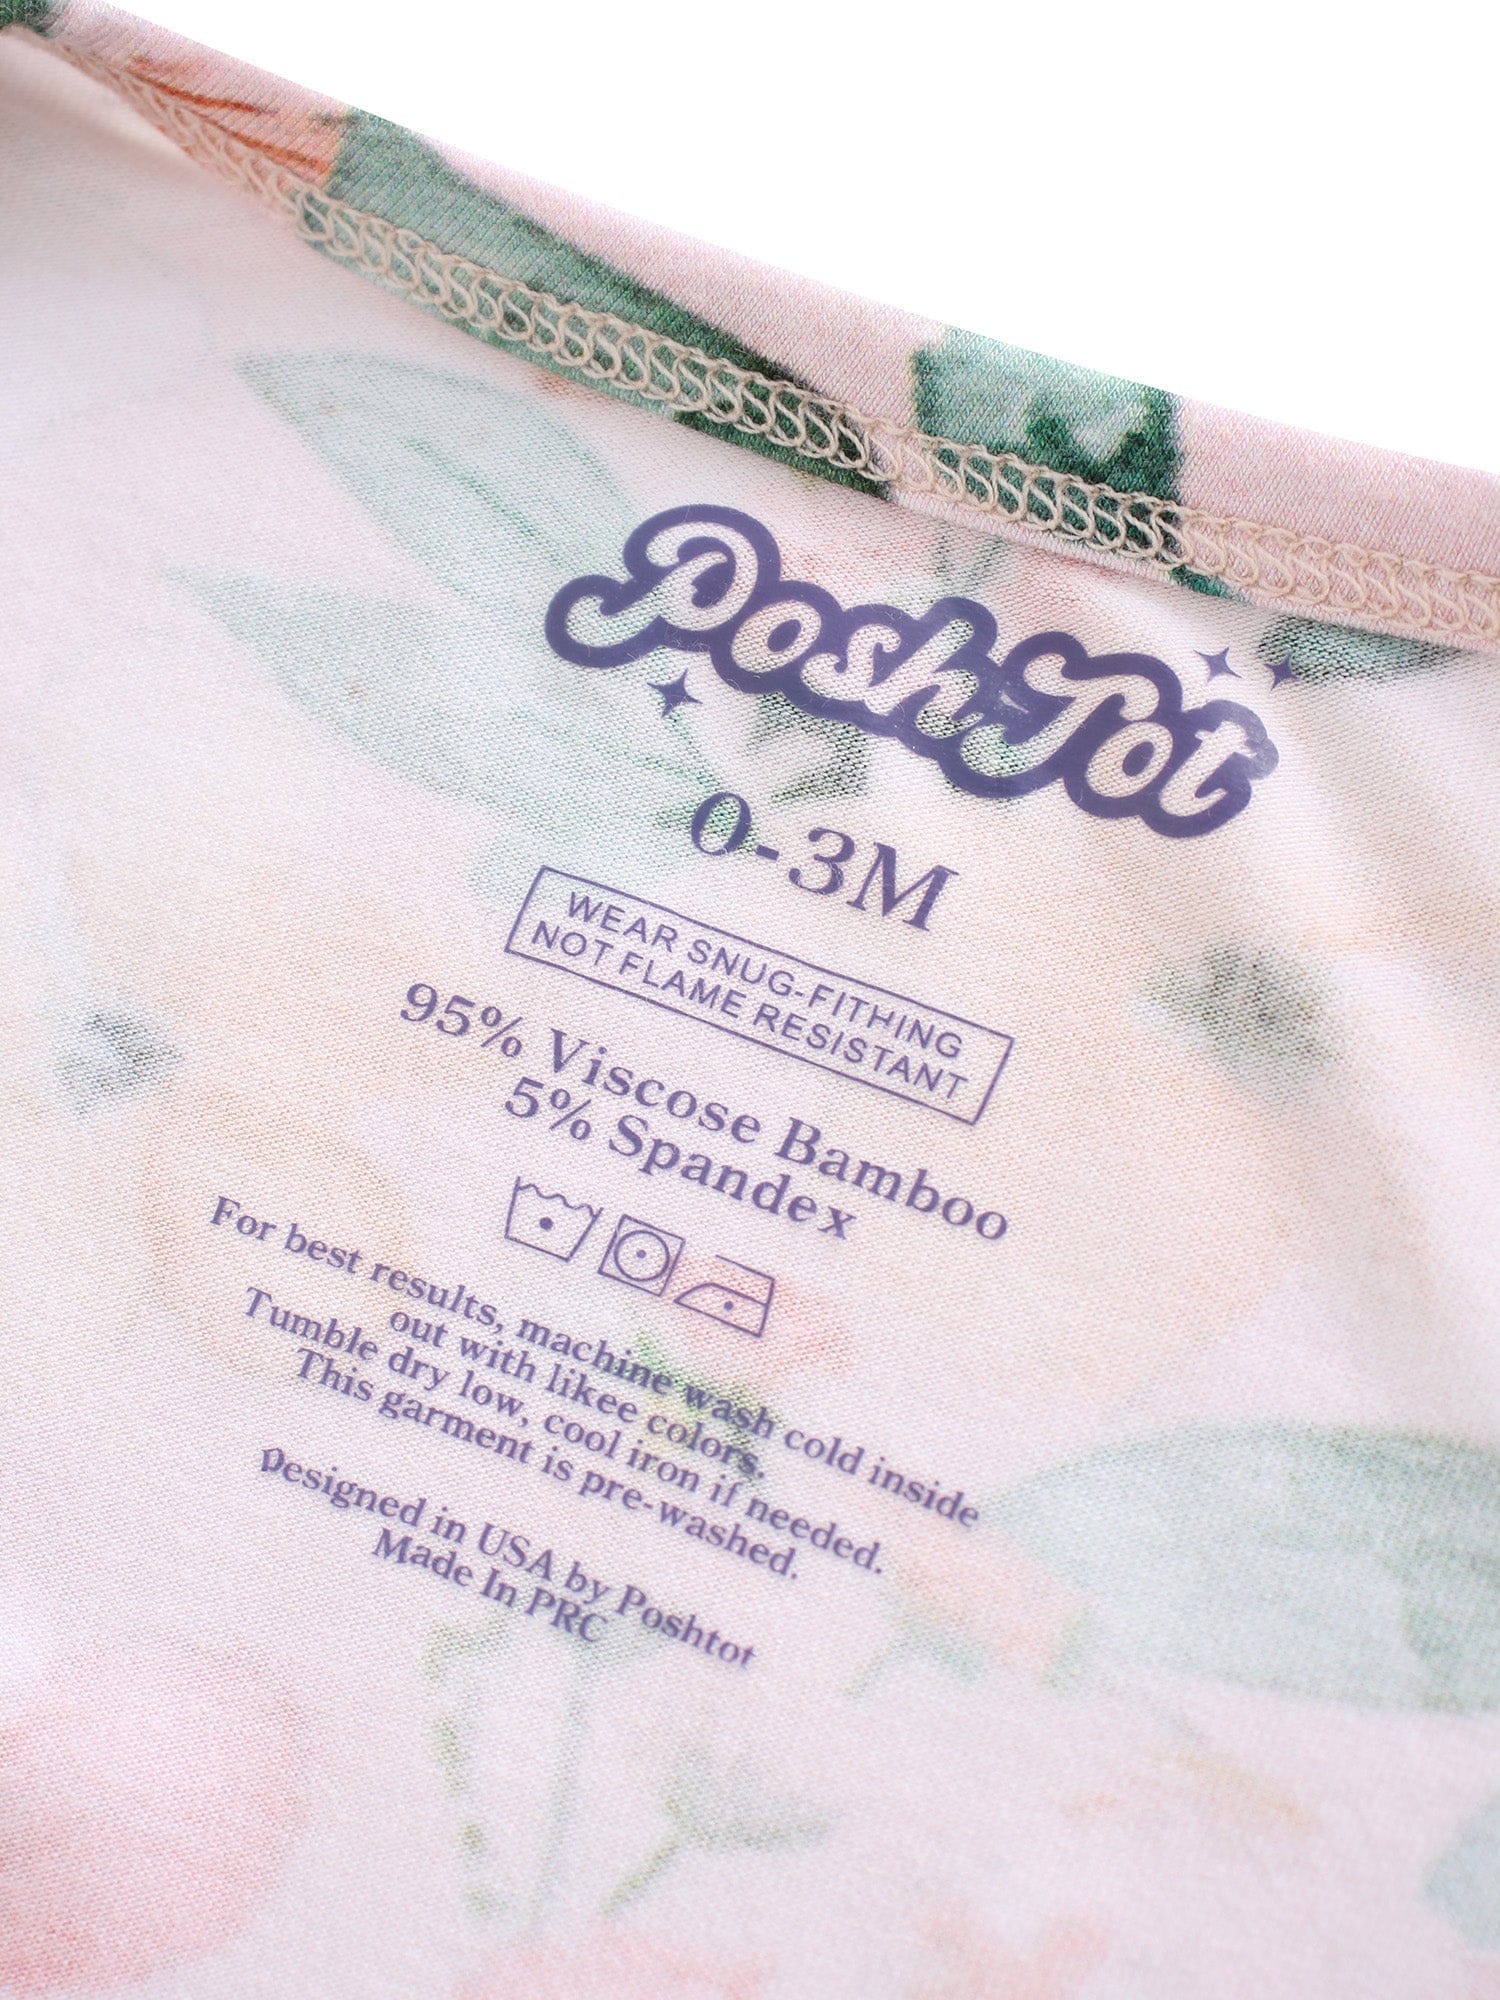 PoshTot
0-3M
WEAR SNUG-FITHING
NOT FLAME RESISTANT
95% Viscose Bamboo
5% Spandex
For best results, machine wash cold inside
out with likee colors.
Tumble dry low, cool iron if needed.
This garment is pre-washed.
Designed in USA by Poshtot
Made In PRC